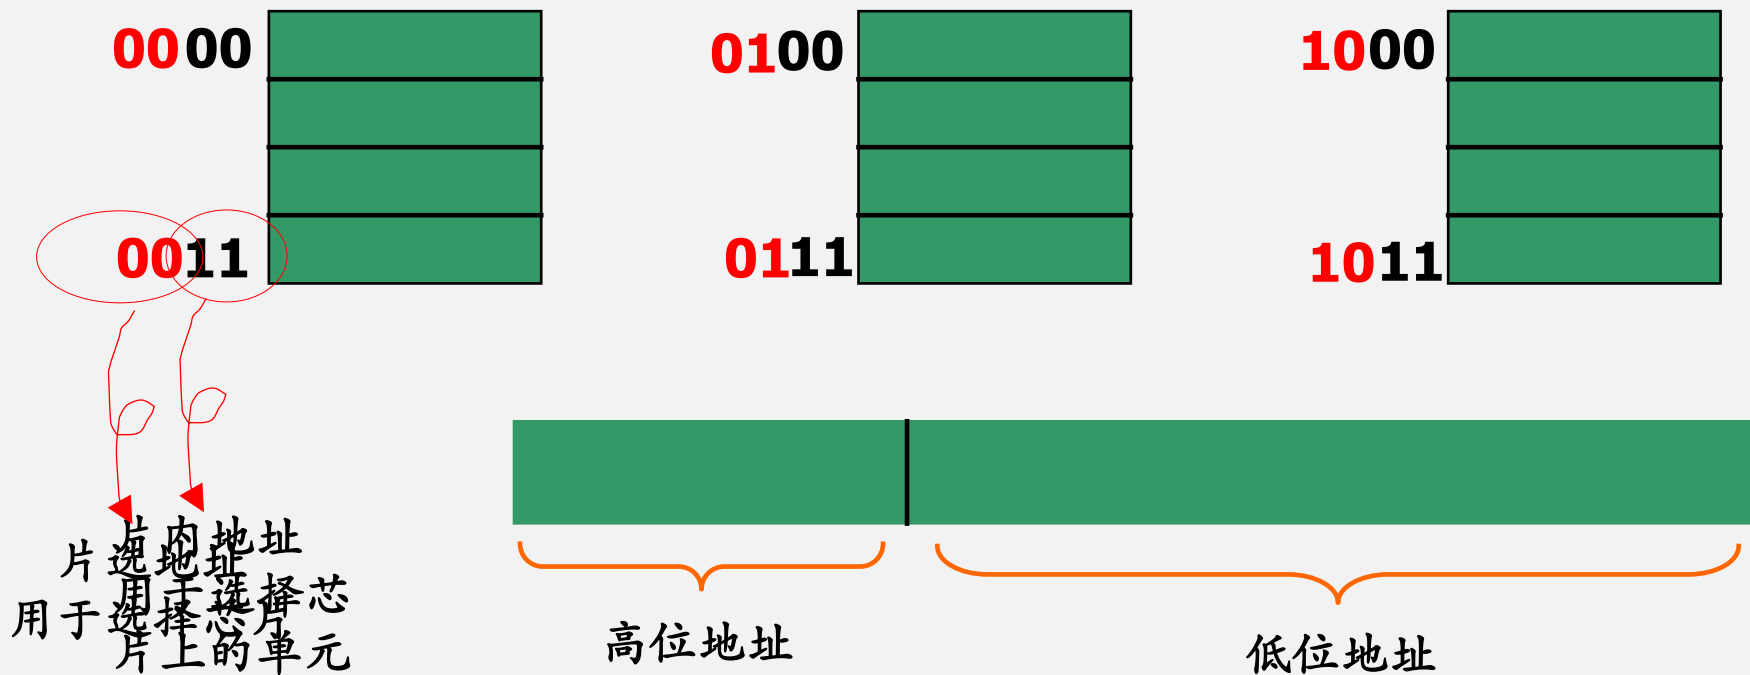 0000
0100
1000
0011
0111
1011
片选地址
用于选择芯片
片内地址
用于选择芯
片上的单元
高位地址
低位地址